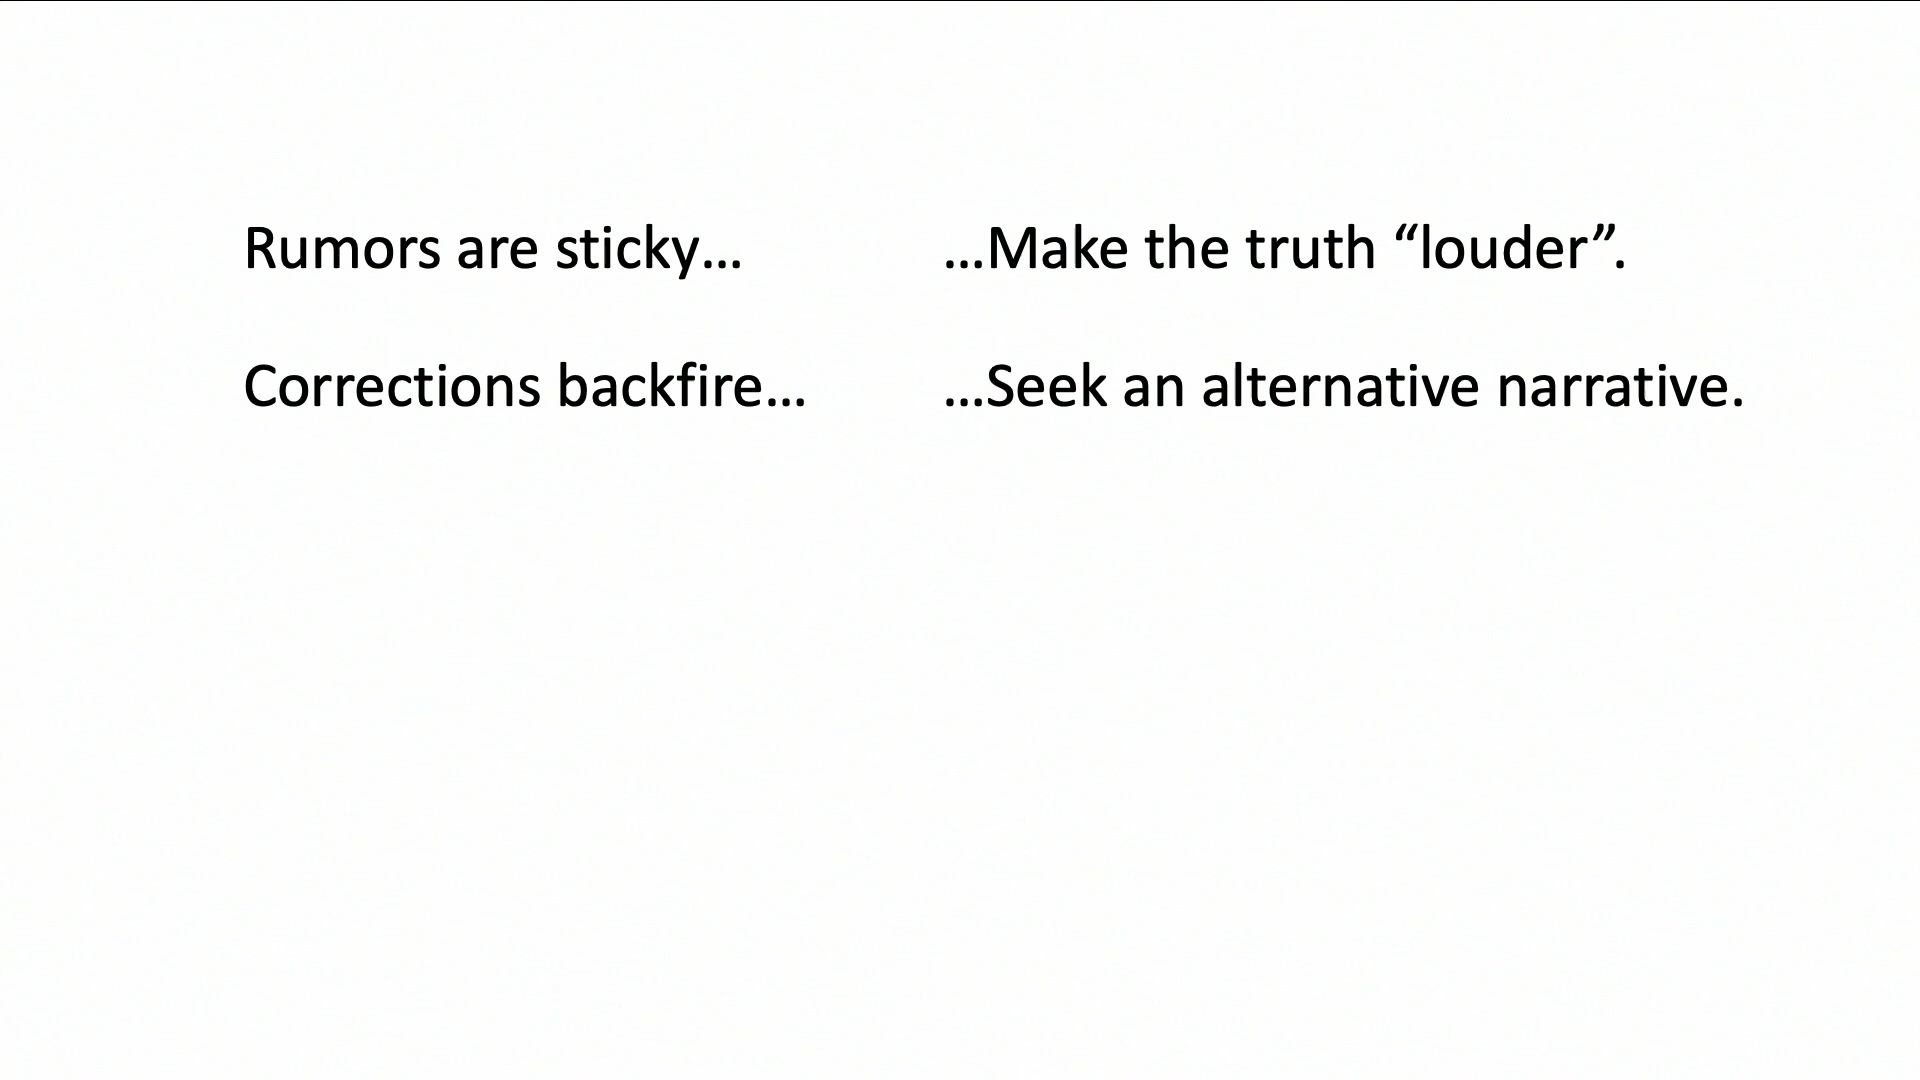 Rumors are sticky… …Make the truth “louder”.
Corrections backfire… …Seek an alternative narrative.